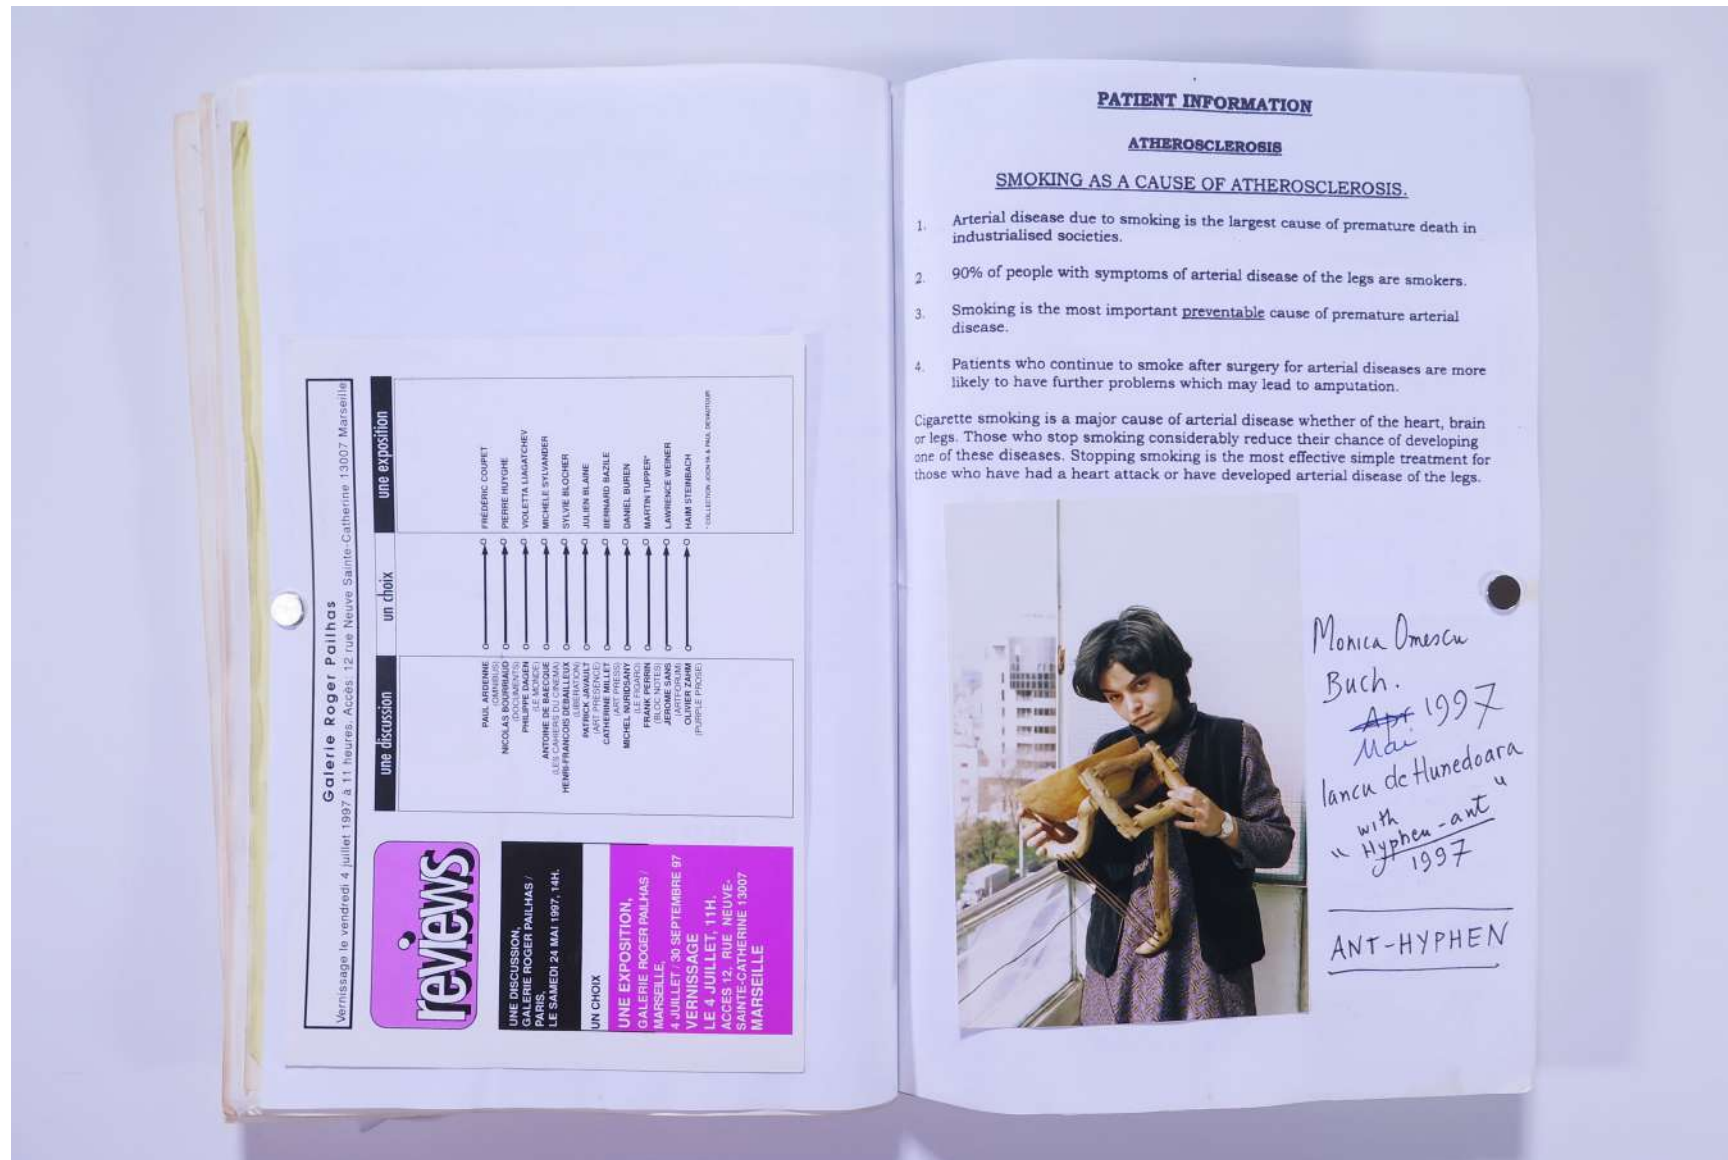 Galerie Roger Pailhas
Vernissage le vendredi 4 juillet 1997 à 11 heures. Accès: 12 rue Neuve Sainte-Catherine 13007 Marseille
reviews
UNE DISCUSSION,
GALERIE ROGER PAILHAS /
PARIS,
LE SAMEDI 24 MAI 1997, 14H.
UN CHOIX
UNE EXPOSITION,
GALERIE ROGER PAILHAS /
MARSEILLE,
4 JUILLET / 30 SEPTEMBRE 97
VERNISSAGE
LE 4 JUILLET, 11H.
ACCES 12, RUE NEUVE-
SAINTE-CATHERINE 13007
MARSEILLE
une discussion
un choix
une exposition
PAUL ARDENNE
(OMNIBUS)
FRÉDÉRIC COUPET
NICOLAS BOURRIAUD
(DOCUMENTS)
PIERRE HUYGHE
PHILIPPE DAGEN
(LE MONDE)
VIOLETTA LIAGATCHEV
ANTOINE DE BAECQUE
(LES CAHIERS DU CINEMA)
MICHELE SYLVANDER
HENRI-FRANCOIS DEBAILLEUX
(LIBERATION)
SYLVIE BLOCHER
PATRICK JAVAULT
(ART PRESENCE)
JULIEN BLAINE
CATHERINE MILLET
(ART PRESS)
BERNARD BAZILE
MICHEL NURIDSANY
(LE FIGARO)
DANIEL BUREN
FRANK PERRIN
(BLOC NOTES)
MARTIN TUPPER*
JEROME SANS
(ARTFORUM)
LAWRENCE WEINER
OLIVIER ZAHM
(PURPLE PROSE)
HAIM STEINBACH
* COLLECTION YOON YA & PAUL DEVAUTOUR
PATIENT INFORMATION
ATHEROSCLEROSIS
SMOKING AS A CAUSE OF ATHEROSCLEROSIS.
1. Arterial disease due to smoking is the largest cause of premature death in
industrialised societies.
2. 90% of people with symptoms of arterial disease of the legs are smokers.
3. Smoking is the most important preventable cause of premature arterial
disease.
4. Patients who continue to smoke after surgery for arterial diseases are more
likely to have further problems which may lead to amputation.
Cigarette smoking is a major cause of arterial disease whether of the heart, brain
or legs. Those who stop smoking considerably reduce their chance of developing
one of these diseases. Stopping smoking is the most effective simple treatment for
those who have had a heart attack or have developed arterial disease of the legs.
Monica Omescu
Buch.
Apr 1997
Mai
Iancu de Hunedoara
with
"Hyphen-ant"
1997
ANT-HYPHEN